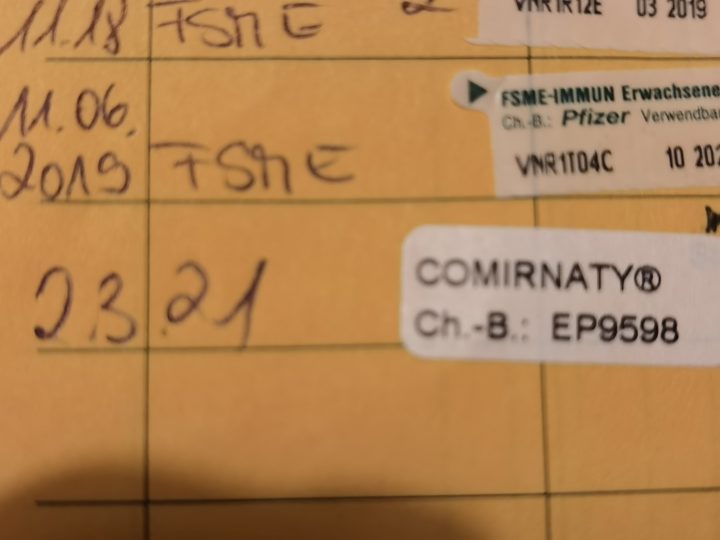 11.18 FSME 2 VNR1R12E 03 2019
FSME-IMMUN Erwachsene
11.06. Ch.-B.: Pfizer
2019 FSME VNR1T04C 10
2.3.21 COMIRNATY®
Ch.-B.: EP9598